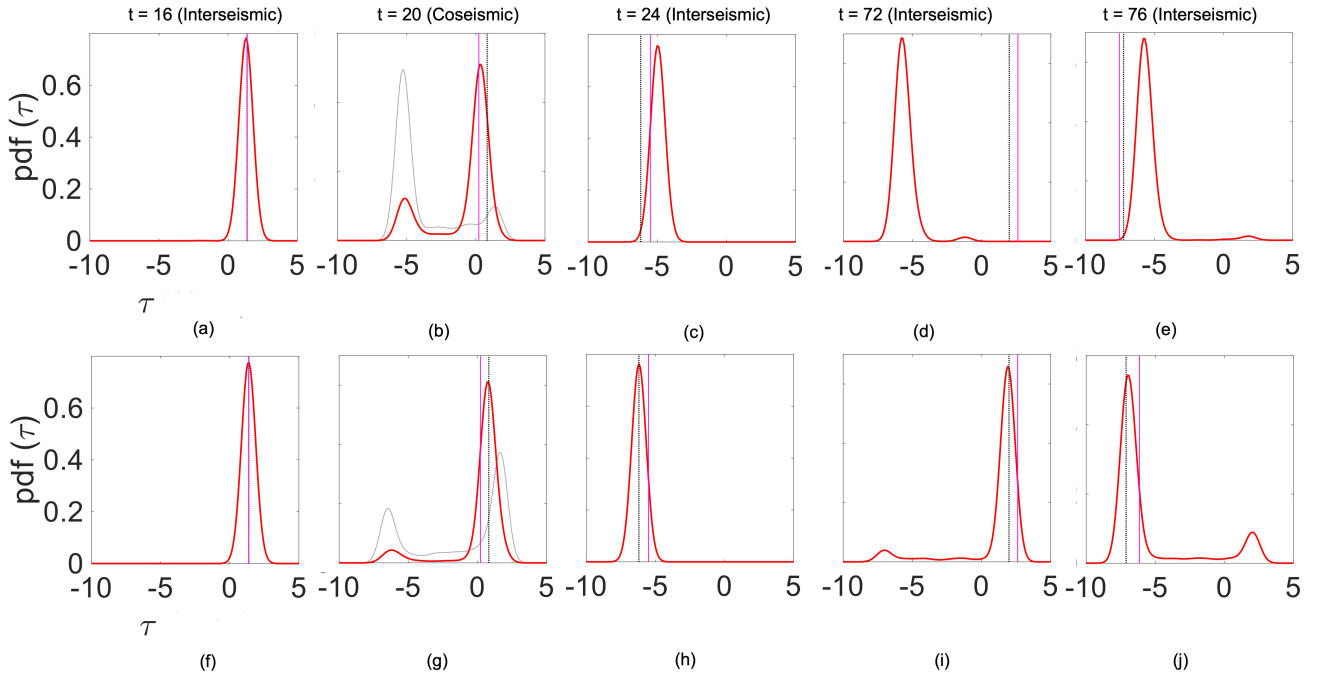 t = 16 (Interseismic) t = 20 (Coseismic) t = 24 (Interseismic) t = 72 (Interseismic) t = 76 (Interseismic)
pdf (τ)
0.6
0.4
0.2
0
-10 -5 0 5 -10 -5 0 5 -10 -5 0 5 -10 -5 0 5 -10 -5 0 5
τ
(a) (b) (c) (d) (e)
pdf (τ)
0.6
0.4
0.2
0
-10 -5 0 5 -10 -5 0 5 -10 -5 0 5 -10 -5 0 5 -10 -5 0 5
τ
(f) (g) (h) (i) (j)